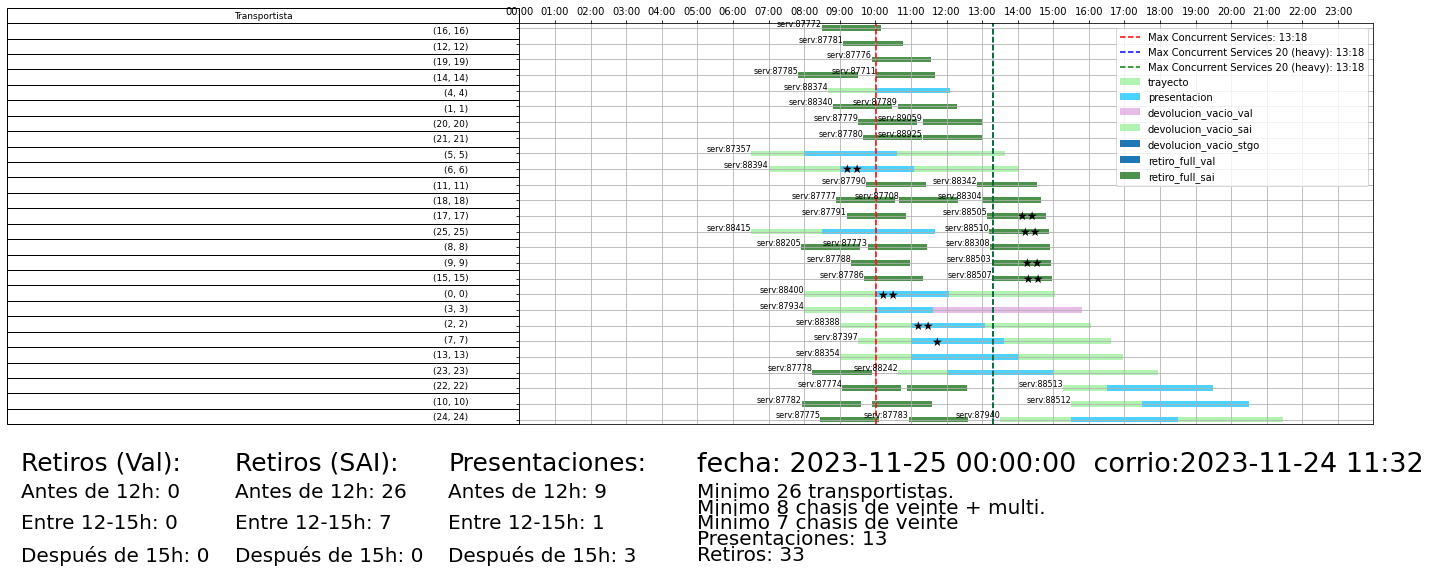 Transportista
00:00 01:00 02:00 03:00 04:00 05:00 06:00 07:00 08:00 09:00 10:00 11:00 12:00 13:00 14:00 15:00 16:00 17:00 18:00 19:00 20:00 21:00 22:00 23:00
(16, 16) serv:87772
(12, 12) serv:87781
(19, 19) serv:87776
(14, 14) serv:87785 serv:87711
(4, 4) serv:88374
(1, 1) serv:88340 serv:87789
(20, 20) serv:87779 serv:89059
(21, 21) serv:87780 serv:88925
(5, 5) serv:87357
(6, 6) serv:88394
(11, 11) serv:87790 serv:88342
(18, 18) serv:87777 serv:87708 serv:88304
(17, 17) serv:87791 serv:88505
(25, 25) serv:88415 serv:88510
(8, 8) serv:88205 serv:87773 serv:88308
(9, 9) serv:87788 serv:88503
(15, 15) serv:87786 serv:88507
(0, 0) serv:88400
(3, 3) serv:87934
(2, 2) serv:88388
(7, 7) serv:87397
(13, 13) serv:88354
(23, 23) serv:87778 serv:88242
(22, 22) serv:87774 serv:88513
(10, 10) serv:87782 serv:88512
(24, 24) serv:87775 serv:87783 serv:87940
Max Concurrent Services: 13:18
Max Concurrent Services 20 (heavy): 13:18
Max Concurrent Services 20 (heavy): 13:18
trayecto
presentacion
devolucion_vacio_val
devolucion_vacio_sai
devolucion_vacio_stgo
retiro_full_val
retiro_full_sai
Retiros (Val):
Antes de 12h: 0
Entre 12-15h: 0
Después de 15h: 0
Retiros (SAI):
Antes de 12h: 26
Entre 12-15h: 7
Después de 15h: 0
Presentaciones:
Antes de 12h: 9
Entre 12-15h: 1
Después de 15h: 3
fecha: 2023-11-25 00:00:00 corrio:2023-11-24 11:32
Minimo 26 transportistas.
Minimo 8 chasis de veinte + multi.
Minimo 7 chasis de veinte
Presentaciones: 13
Retiros: 33